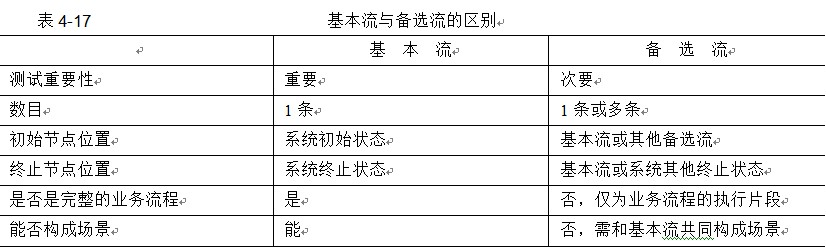 表 4-17 基本流与备选流的区别
基 本 流 备 选 流
测试重要性 重要 次要
数目 1 条 1 条或多条
初始节点位置 系统初始状态 基本流或其他备选流
终止节点位置 系统终止状态 基本流或系统其他终止状态
是否是完整的业务流程 是 否，仅为业务流程的执行片段
能否构成场景 能 否，需和基本流共同构成场景